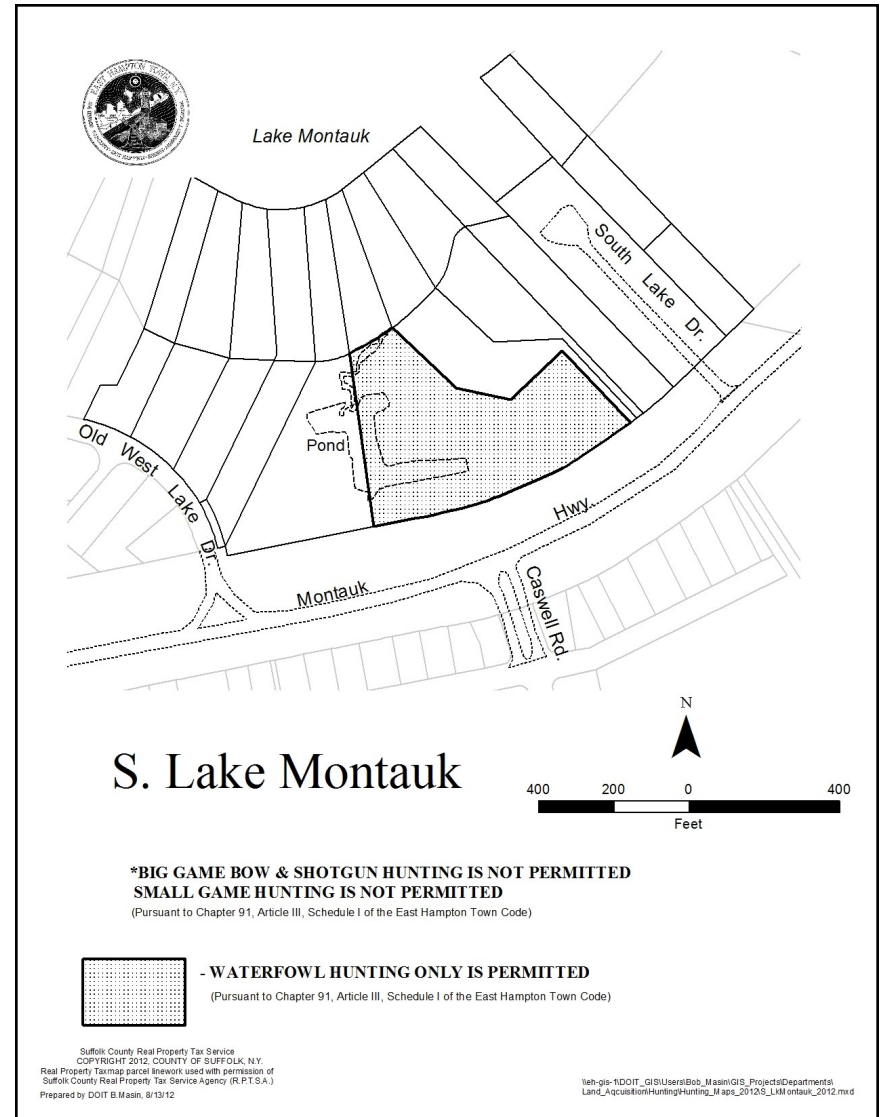 EAST HAMPTON TOWN, N.Y.
Lake Montauk
South Lake Dr.
Old West Lake Dr.
Pond
Montauk Hwy.
Caswell Rd.
N
S. Lake Montauk
400 200 0 400
Feet
*BIG GAME BOW & SHOTGUN HUNTING IS NOT PERMITTED
SMALL GAME HUNTING IS NOT PERMITTED
(Pursuant to Chapter 91, Article III, Schedule I of the East Hampton Town Code)
- WATERFOWL HUNTING ONLY IS PERMITTED
(Pursuant to Chapter 91, Article III, Schedule I of the East Hampton Town Code)
Suffolk County Real Property Tax Service
COPYRIGHT 2012, COUNTY OF SUFFOLK, N.Y.
Real Property Taxmap parcel linework used with permission of
Suffolk County Real Property Tax Service Agency (R.P.T.S.A.)
Prepared by DOIT B.Masin, 8/13/12
\\eh-gis-1\DOIT_GIS\Users\Bob_Masin\GIS_Projects\Departments\
Land_Aqcuisition\Hunting\Hunting_Maps_2012\S_LkMontauk_2012.mxd